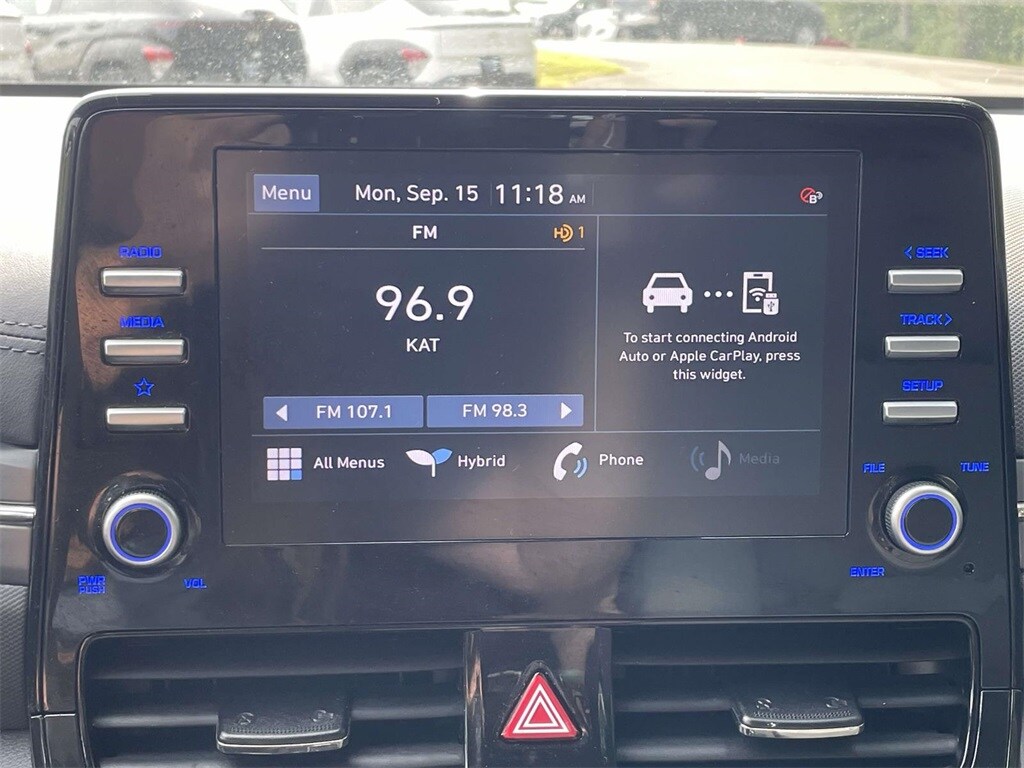 Menu
Mon, Sep. 15 11:18 AM
B
FM
HD 1
96.9
KAT
FM 107.1
FM 98.3
To start connecting Android
Auto or Apple CarPlay, press
this widget.
All Menus
Hybrid
Phone
Media
RADIO
MEDIA
PWR
PUSH
VOL
< SEEK
TRACK >
SETUP
FILE
TUNE
ENTER